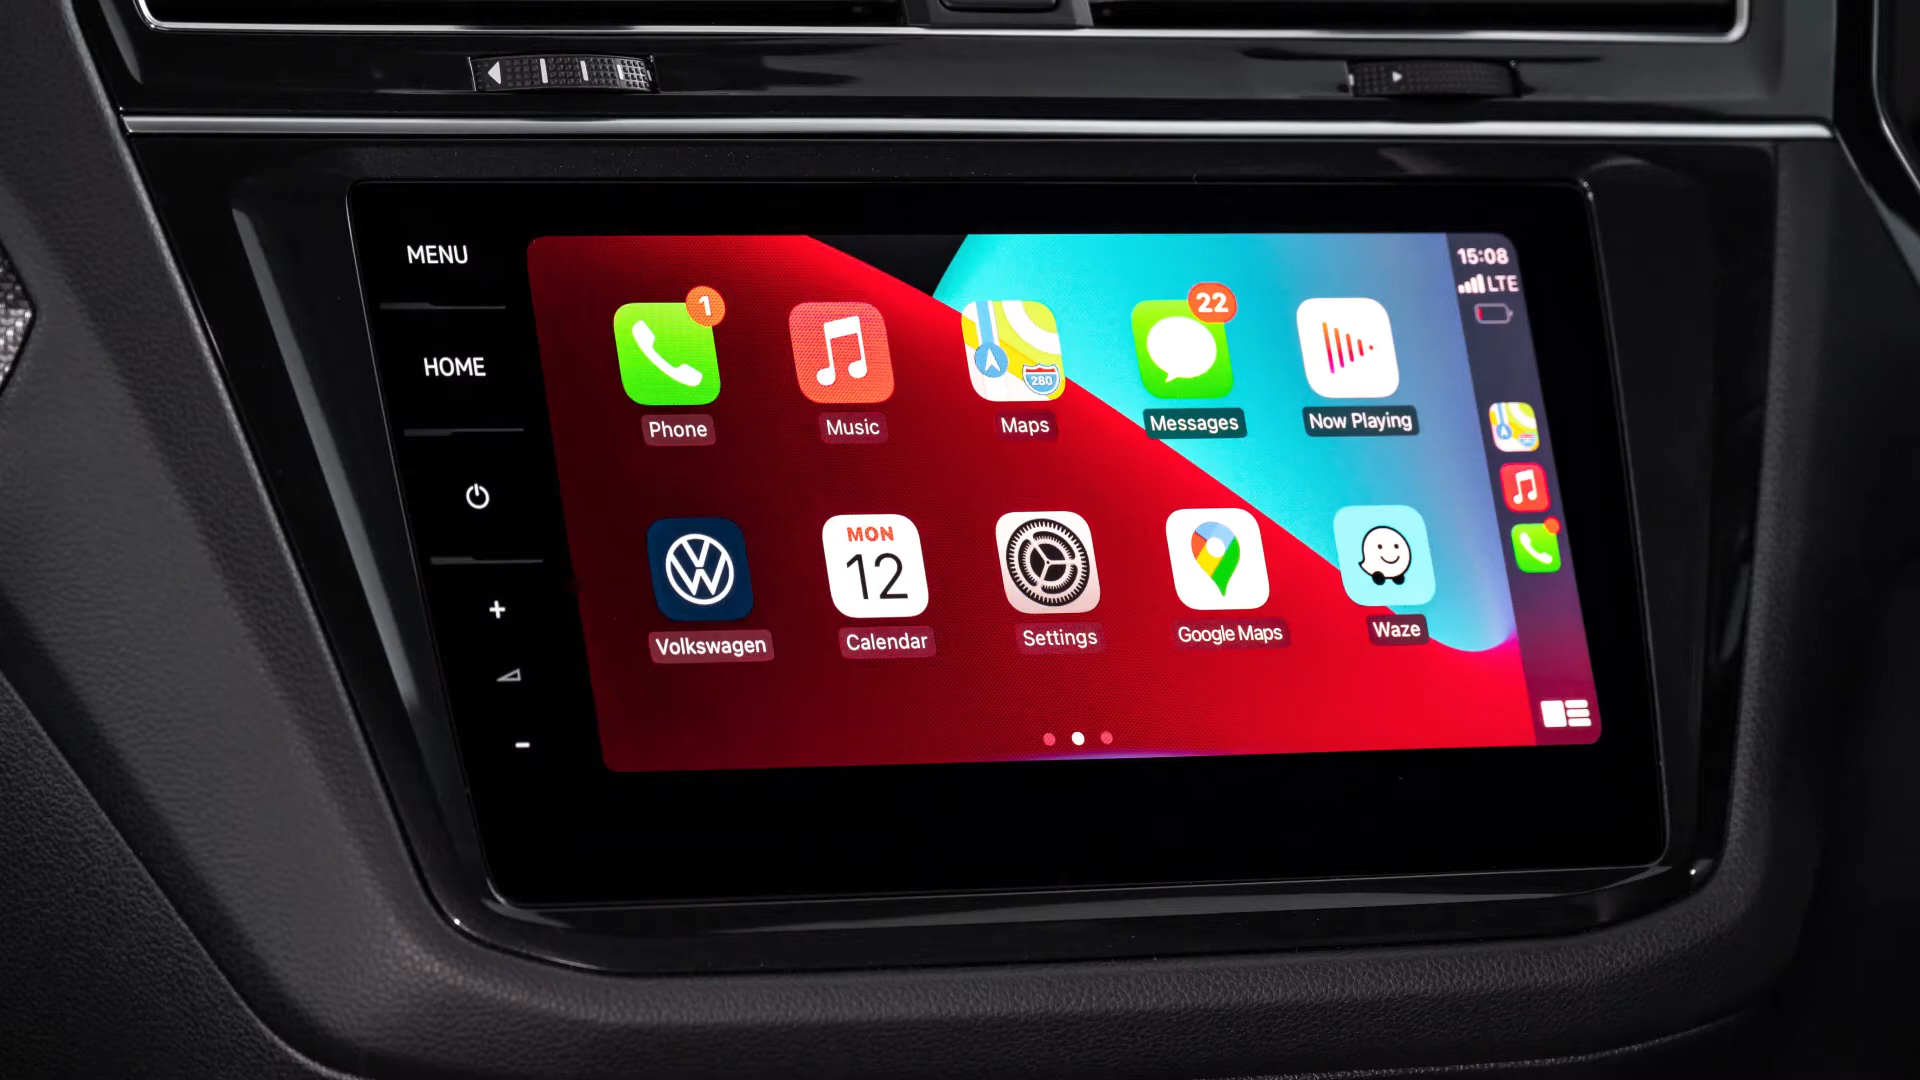 MENU
HOME
15:08
LTE
1
22
280
Phone
Music
Maps
Messages
Now Playing
MON
12
Volkswagen
Calendar
Settings
Google Maps
Waze